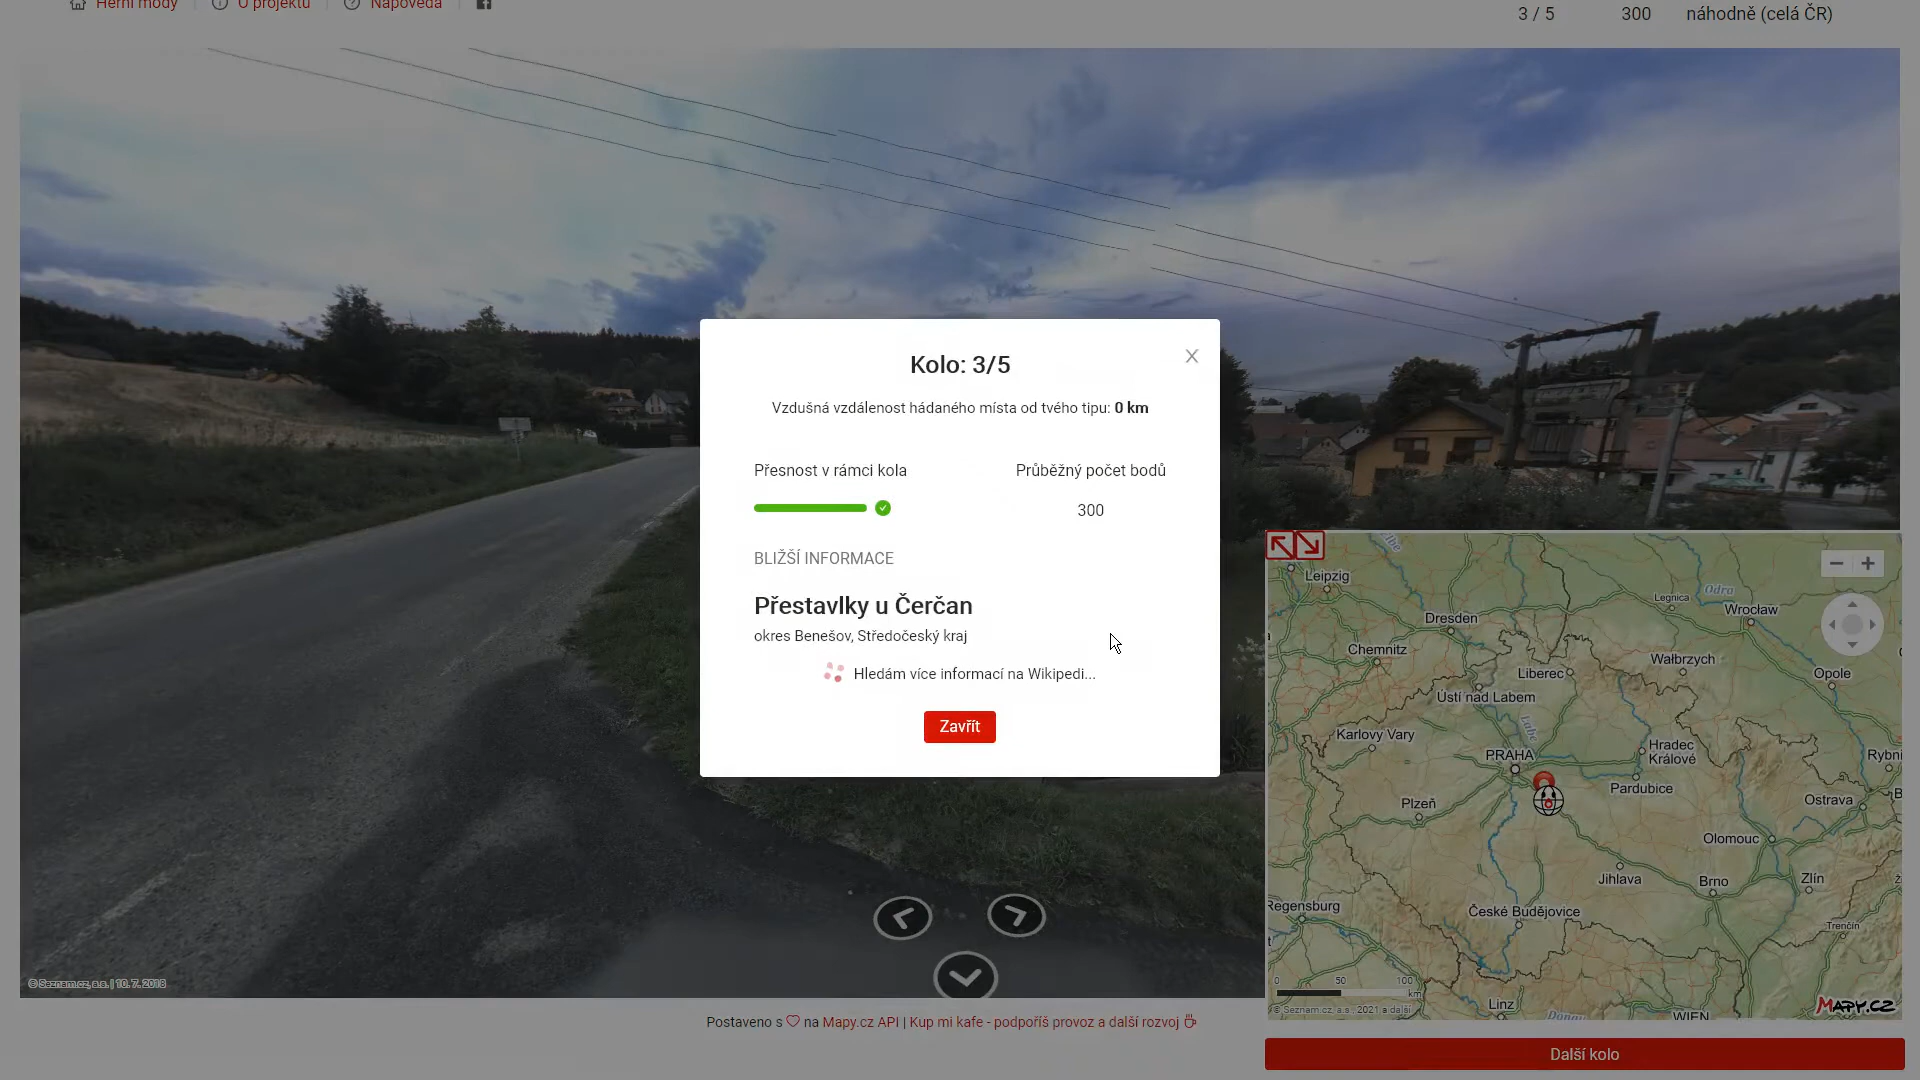 Herní módy
O projektu
Nápověda
3 / 5
300
náhodně (celá ČR)
Kolo: 3/5
Vzdušná vzdálenost hádaného místa od tvého tipu: 0 km
Přesnost v rámci kola
Průběžný počet bodů
300
BLIŽŠÍ INFORMACE
Přestavlky u Čerčan
okres Benešov, Středočeský kraj
Hledám více informací na Wikipedi...
Zavřít
Leipzig
Legnica
Odra
Wrocław
Dresden
Chemnitz
Wałbrzych
Liberec
Opole
Ústí nad Labem
Labe
Karlovy Vary
PRAHA
Hradec
Králové
Rybni
Pardubice
Plzeň
Ostrava
Olomouc
Jihlava
Brno
Zlín
Regensburg
České Budějovice
Trenčín
0 50 100
km
Linz
WIEN
© Seznam.cz, a.s., 2021 a další
Mapy.cz
© Seznam.cz, a.s. | 10. 7. 2018
Postaveno s na Mapy.cz API | Kup mi kafe - podpoříš provoz a další rozvoj
Další kolo